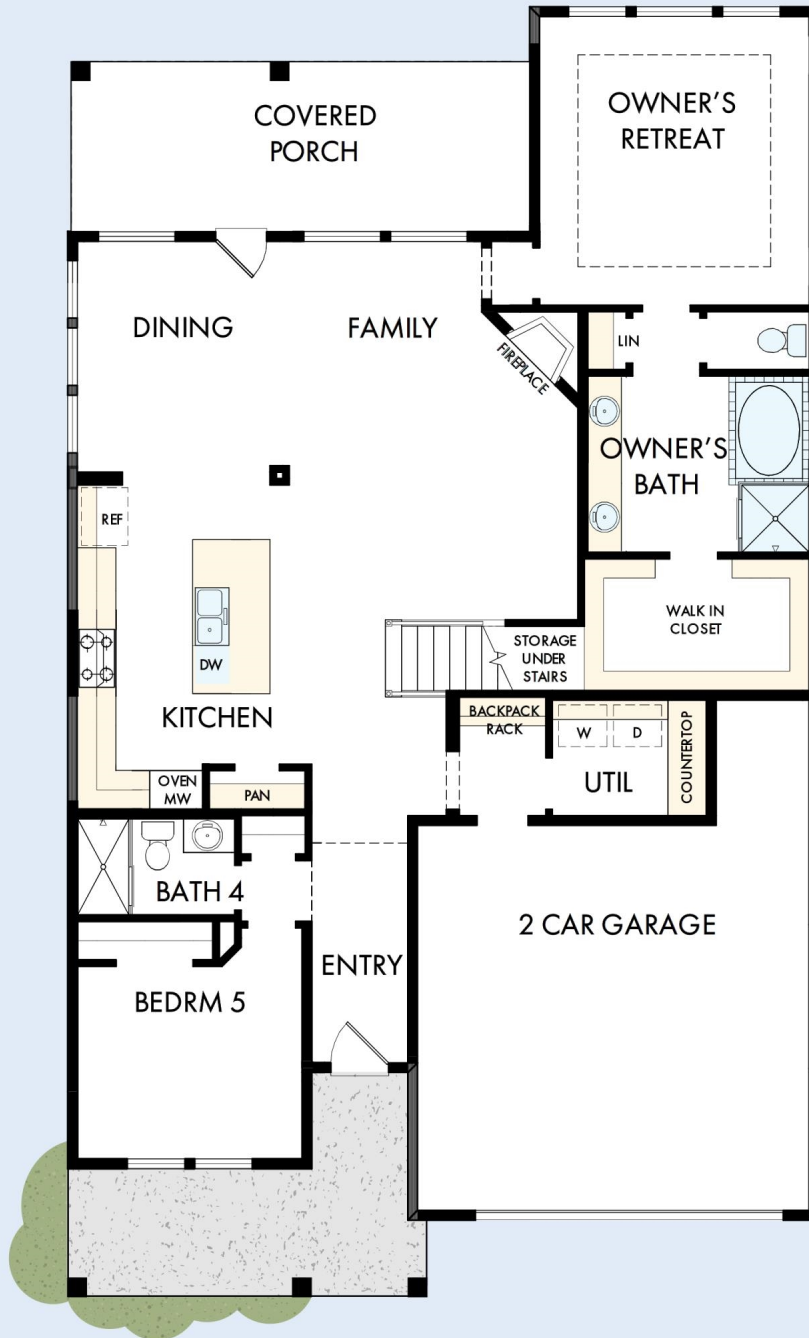 OWNER'S
RETREAT
COVERED
PORCH
DINING
FAMILY
FIREPLACE
LIN
OWNER'S
BATH
REF
WALK IN
CLOSET
DW
STORAGE
UNDER
STAIRS
KITCHEN
BACKPACK
RACK
W
D
COUNTERTOP
UTIL
OVEN
MW
PAN
BATH 4
2 CAR GARAGE
ENTRY
BEDRM 5